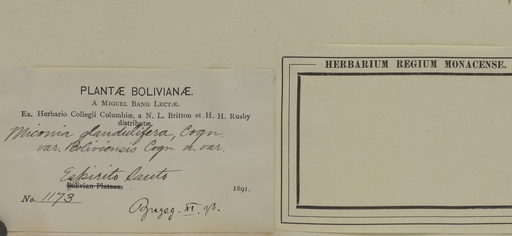 PLANTÆ BOLIVIANÆ.
A MIGUEL BANG LECTÆ.
Ex. Herbario Collegii Columbiæ, a N. L. Britton et H. H. Rusby
distributæ.
Miconia glandulifera, Cogn.
var. Boliviensis Cogn n. var.
Espirito Santo
Bolivian Plateau.
1891.
No. 1173
HERBARIUM REGIUM MONACENSE.